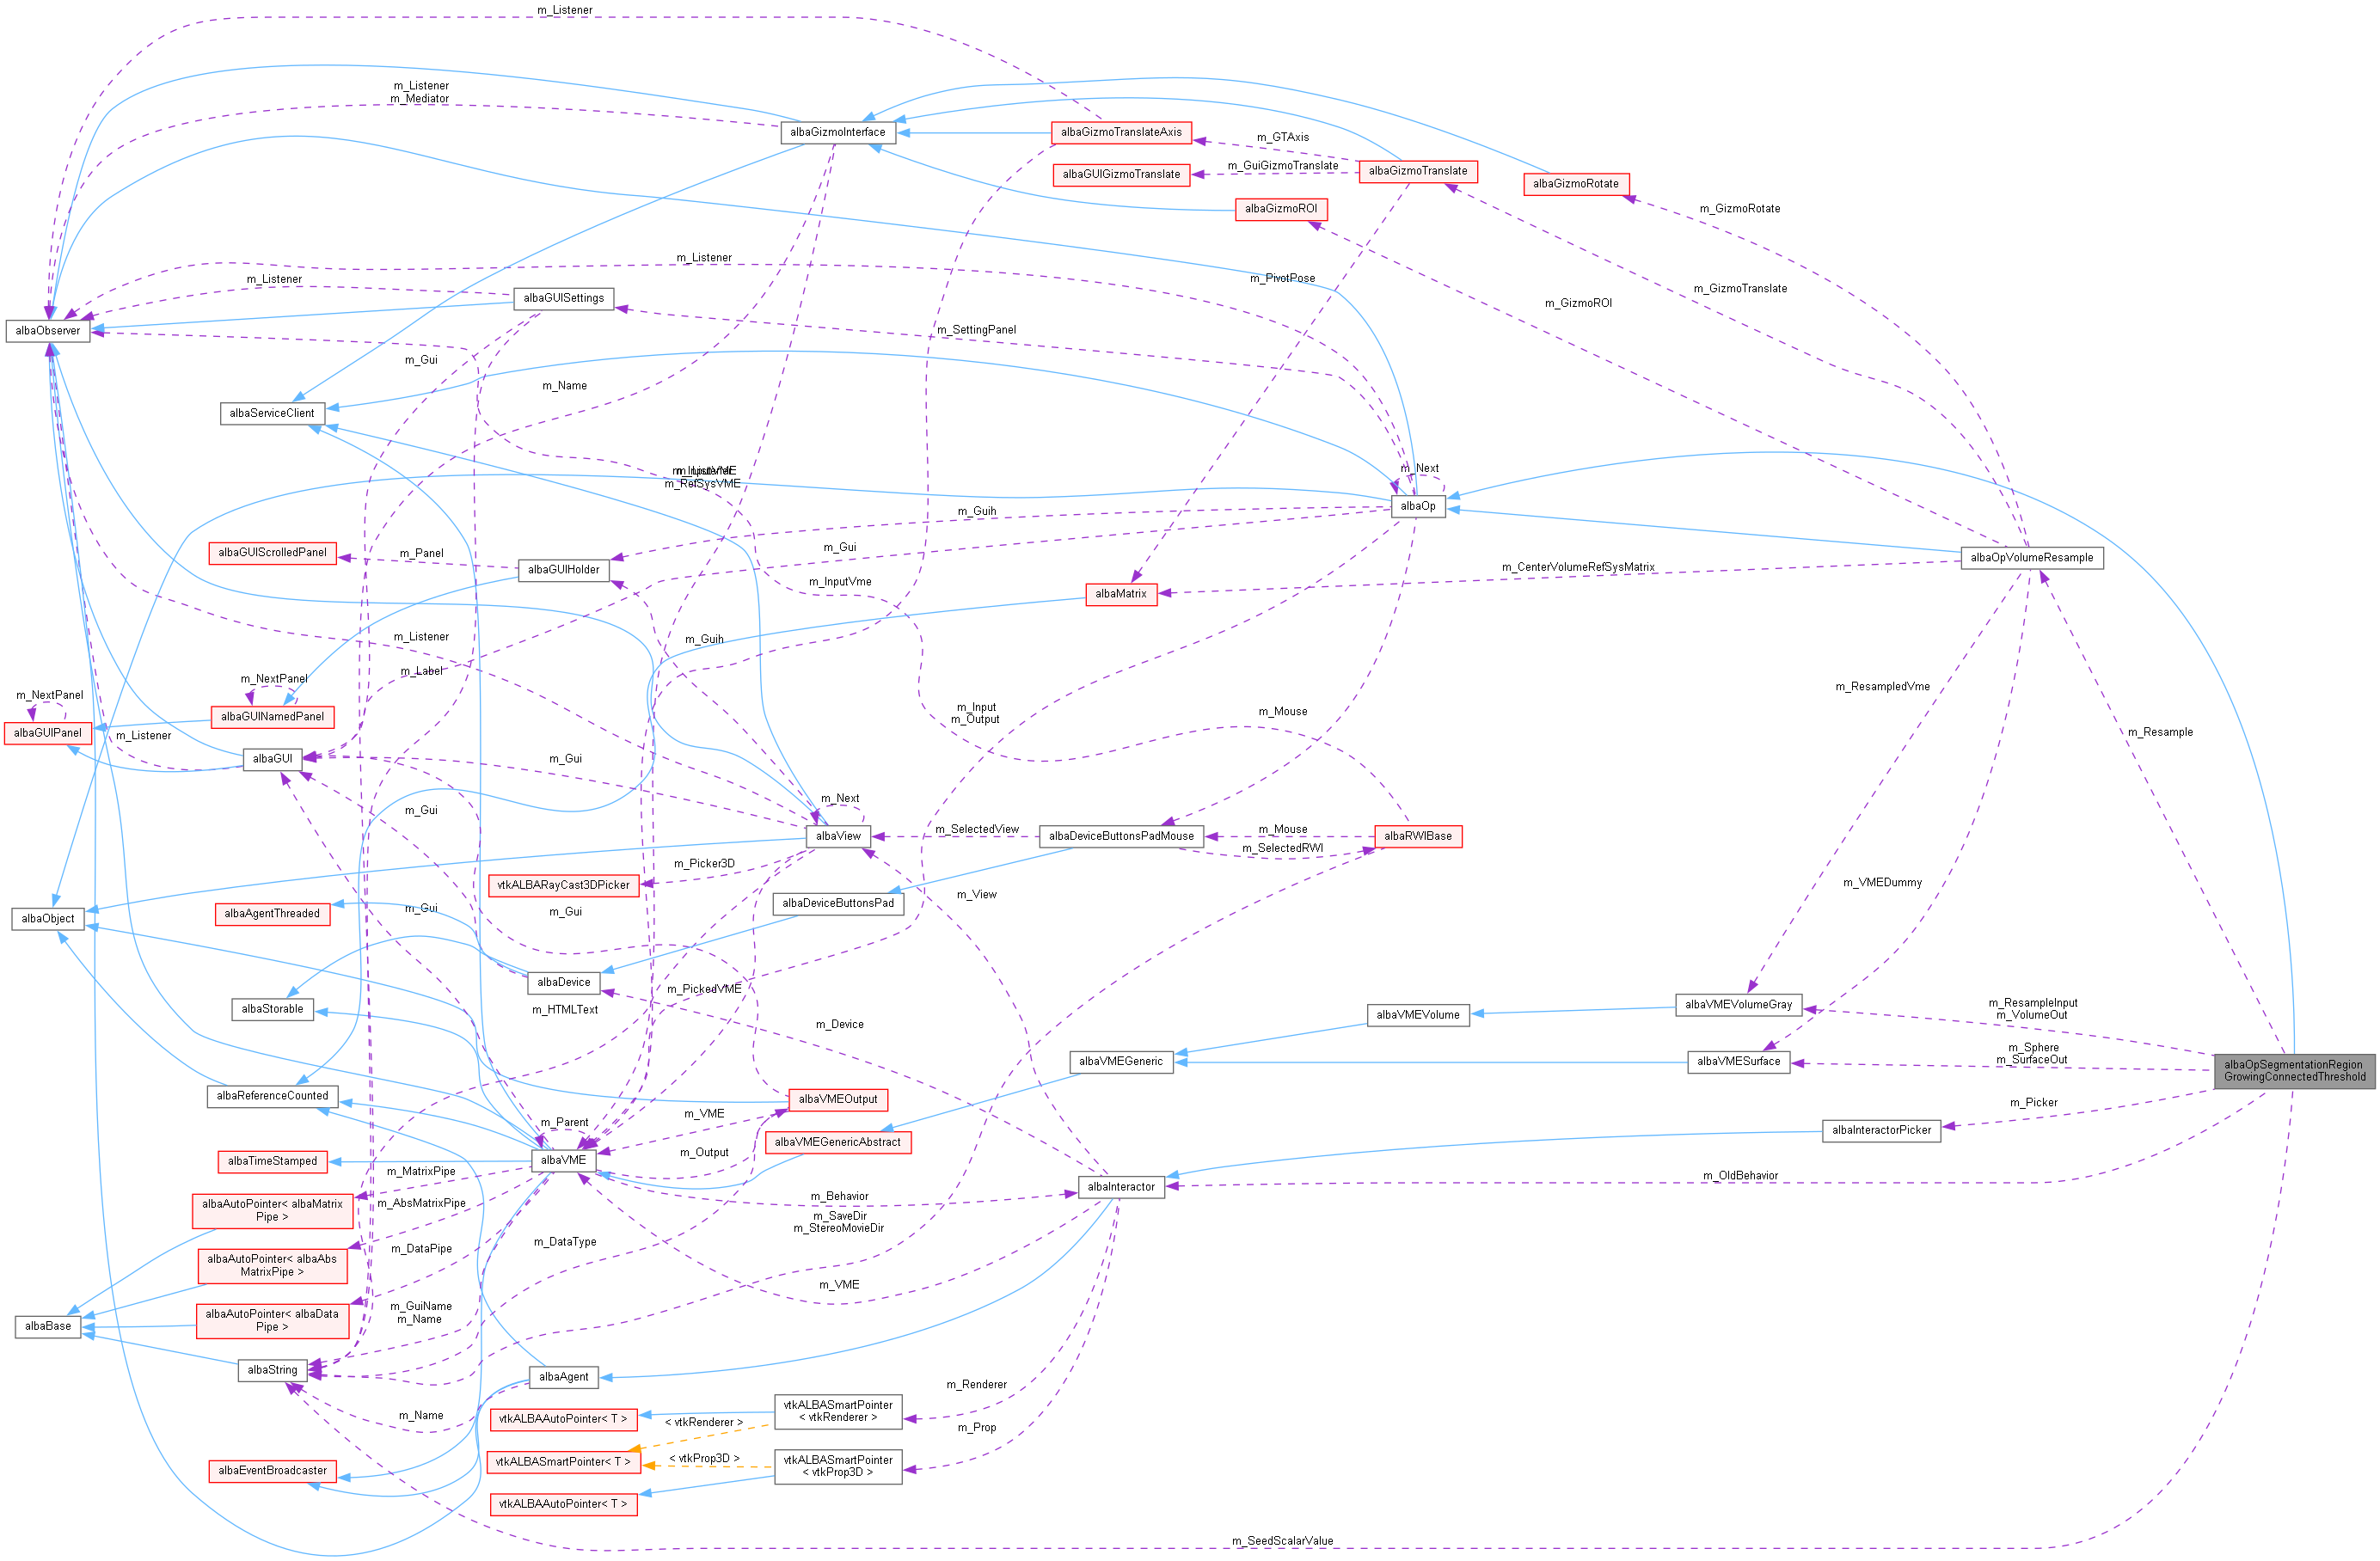 m_Listener
m_Listener
m_Mediator
albaGizmoInterface
albaGizmoTranslateAxis
m_GTAxis
albaGUIGizmoTranslate
m_GuiGizmoTranslate
albaGizmoTranslate
albaGizmoRotate
albaGizmoROI
m_GizmoRotate
m_Listener
m_Listener
m_PivotPose
m_GizmoTranslate
albaGUISettings
m_GizmoROI
albaObserver
m_SettingPanel
m_Gui
m_Name
albaServiceClient
m_InputVME
m_RefSysVME
m_Next
albaOp
m_Guih
albaGUIScrolledPanel
m_Panel
m_Gui
albaGUIHolder
albaOpVolumeResample
m_CenterVolumeRefSysMatrix
m_InputVme
albaMatrix
m_Listener
m_Guih
m_Label
m_NextPanel
m_NextPanel
albaGUINamedPanel
albaGUIPanel
m_Listener
m_ResampledVme
m_Input
m_Output
m_Mouse
m_Resample
albaGUI
m_Gui
m_Next
m_Gui
albaView
m_SelectedView
albaDeviceButtonsPadMouse
m_Mouse
m_SelectedRWI
albaRWIBase
m_Picker3D
vtkALBARayCast3DPicker
m_VMEDummy
m_View
albaDeviceButtonsPad
albaObject
albaAgentThreaded
m_Gui
m_Gui
albaDevice
m_PickedVME
albaStorable
m_HTMLText
m_Device
albaVMEVolumeGray
m_ResampleInput
m_VolumeOut
albaVMEVolume
albaVMEGeneric
albaVMESurface
m_Sphere
m_SurfaceOut
albaOpSegmentationRegion
GrowingConnectedThreshold
albaReferenceCounted
albaVMEOutput
m_VME
m_Parent
albaVMEGenericAbstract
m_Picker
albaInteractorPicker
albaTimeStamped
albaVME
m_Output
m_MatrixPipe
m_OldBehavior
albaInteractor
m_Behavior
albaAutoPointer< albaMatrix
Pipe >
m_AbsMatrixPipe
m_SaveDir
m_StereoMovieDir
m_DataPipe
m_DataType
albaAutoPointer< albaAbs
MatrixPipe >
m_VME
m_GuiName
m_Name
albaAutoPointer< albaData
Pipe >
albaBase
albaString
albaAgent
m_Renderer
m_Name
vtkALBAAutoPointer< T >
vtkALBASmartPointer
< vtkRenderer >
< vtkRenderer >
m_Prop
vtkALBASmartPointer< T >
< vtkProp3D >
vtkALBASmartPointer
< vtkProp3D >
albaEventBroadcaster
vtkALBAAutoPointer< T >
m_SeedScalarValue